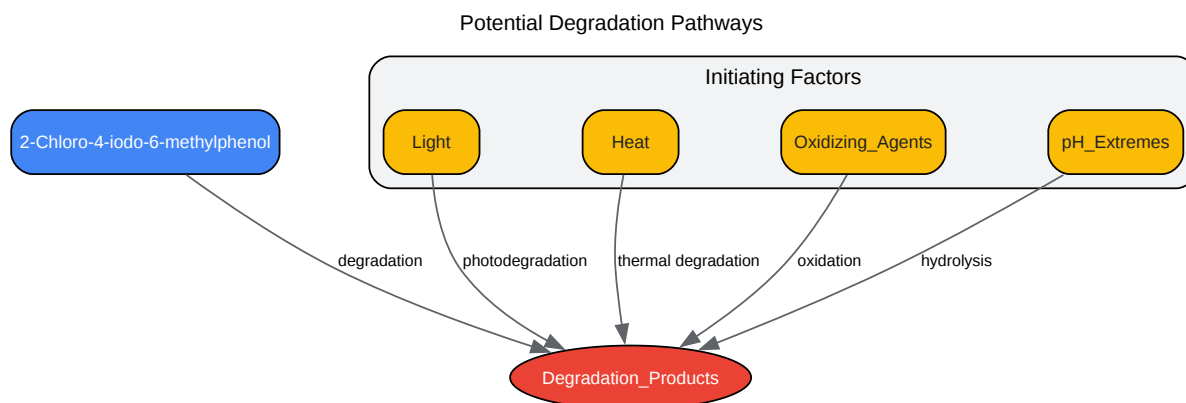 Potential Degradation Pathways
Initiating Factors
2-Chloro-4-iodo-6-methylphenol
Light
Heat
Oxidizing_Agents
pH_Extremes
degradation
photodegradation
thermal degradation
oxidation
hydrolysis
Degradation_Products